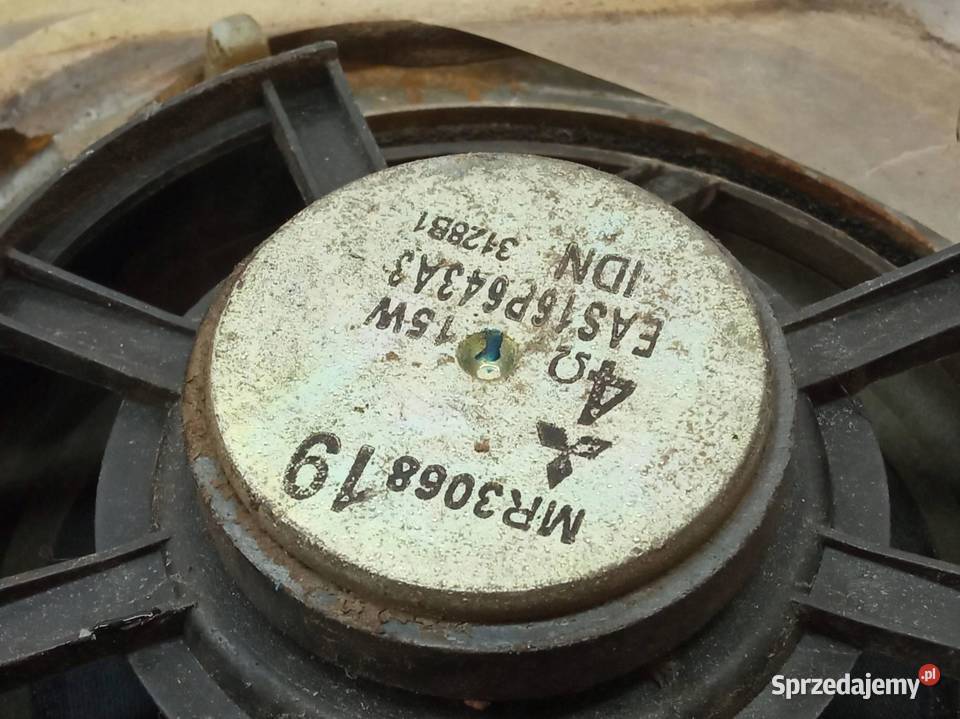 MR306819
4Ω 15W
EAS16P643A3
IDN 3128B1
Sprzedajemy.pl